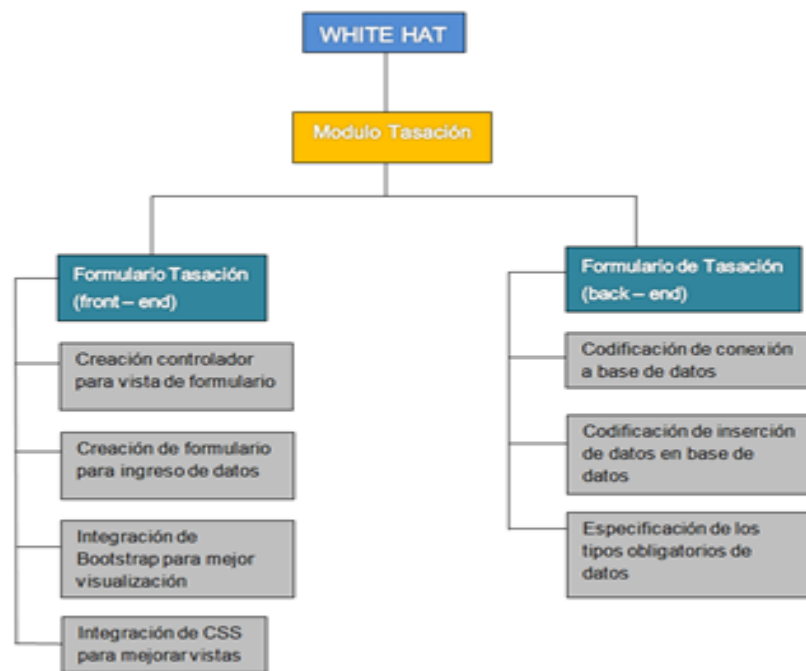 WHITE HAT
Modulo Tasación
Formulario Tasación
(front – end)
Creación controlador
para vista de formulario
Creación de formulario
para ingreso de datos
Integración de
Bootstrap para mejor
visualización
Integración de CSS
para mejorar vistas
Formulario de Tasación
(back – end)
Codificación de conexión
a base de datos
Codificación de inserción
de datos en base de
datos
Especificación de los
tipos obligatorios de
datos